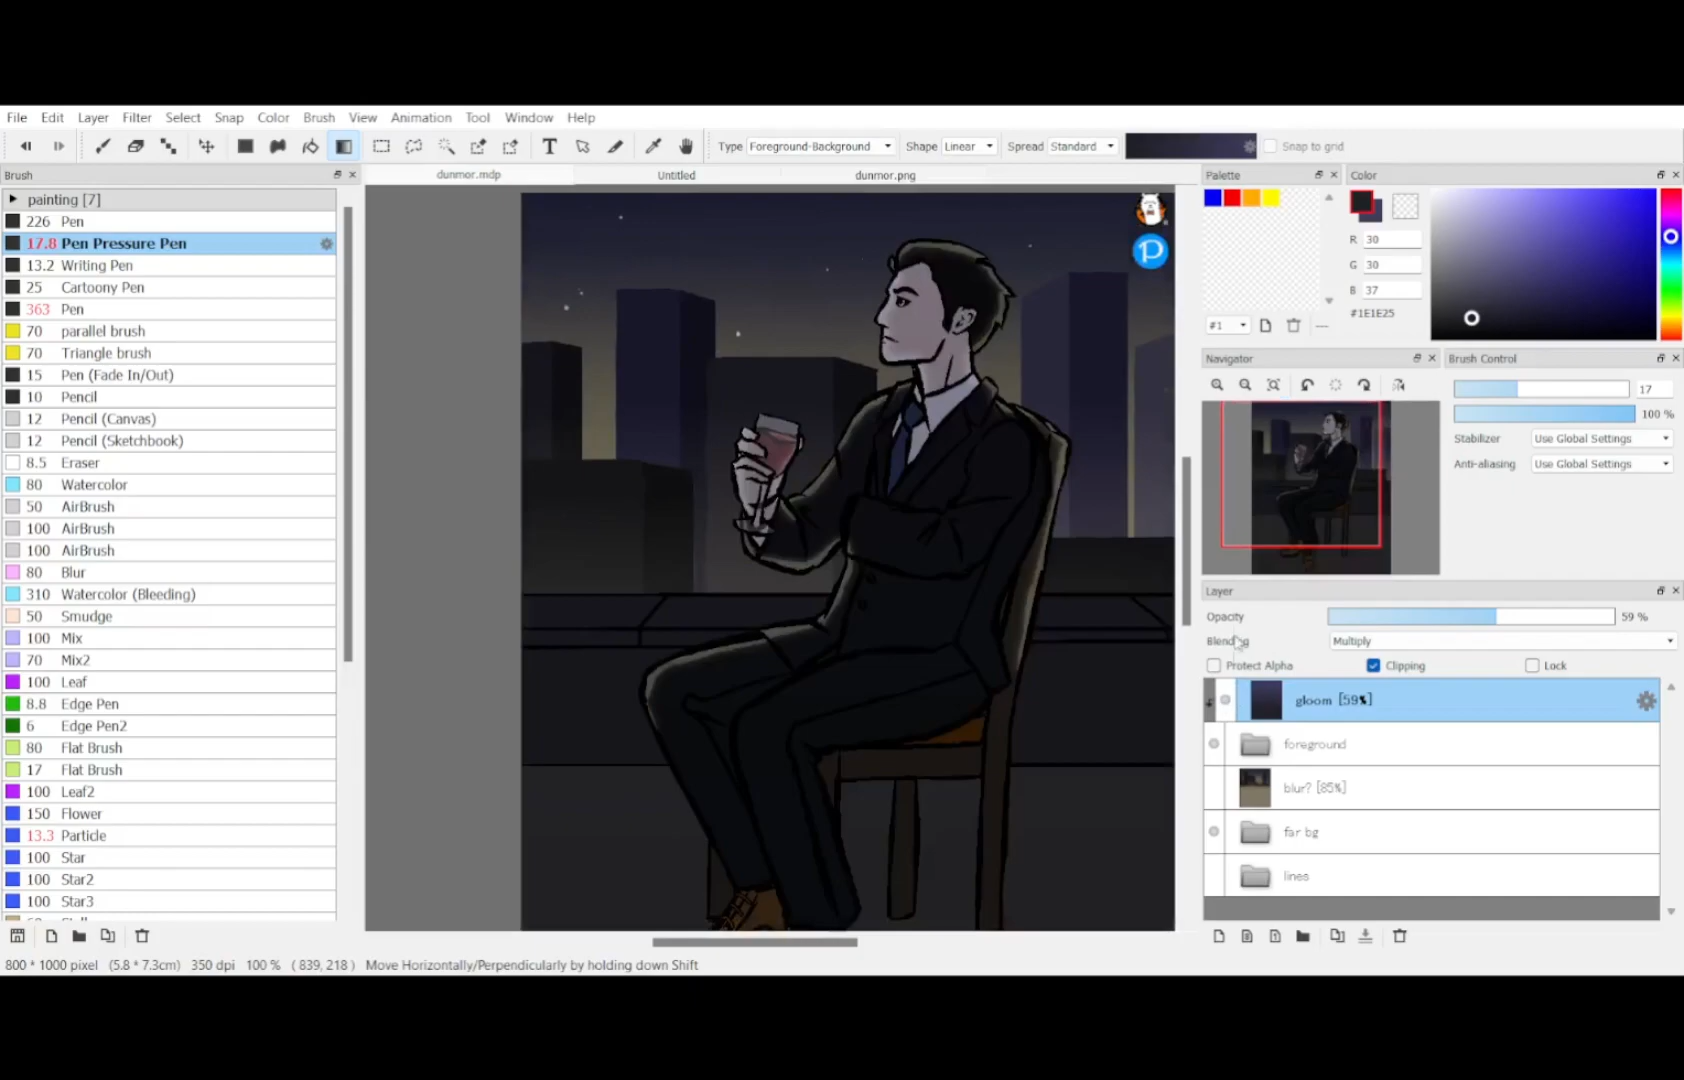 File Edit Layer Filter Select Snap Color Brush View Animation Tool Window Help
Type Foreground-Background Shape Linear Spread Standard Snap to grid
Brush
dunmor.mdp Untitled dunmor.png
Palette
Color
painting [7]
226 Pen
17.8 Pen Pressure Pen
13.2 Writing Pen
25 Cartoony Pen
363 Pen
70 parallel brush
70 Triangle brush
15 Pen (Fade In/Out)
10 Pencil
12 Pencil (Canvas)
12 Pencil (Sketchbook)
8.5 Eraser
80 Watercolor
50 AirBrush
100 AirBrush
100 AirBrush
80 Blur
310 Watercolor (Bleeding)
50 Smudge
100 Mix
70 Mix2
100 Leaf
8.8 Edge Pen
6 Edge Pen2
80 Flat Brush
17 Flat Brush
100 Leaf2
150 Flower
13.3 Particle
100 Star
100 Star2
100 Star3
P
R 30
G 30
B 37
#1E1E25
#1
Navigator
Brush Control
17
100 %
Stabilizer Use Global Settings
Anti-aliasing Use Global Settings
Layer
Opacity 59 %
Blending Multiply
Protect Alpha Clipping Lock
gloom [59%]
foreground
blur? [85%]
far bg
lines
800 * 1000 pixel (5.8 * 7.3cm) 350 dpi 100 % ( 839, 218 ) Move Horizontally/Perpendicularly by holding down Shift